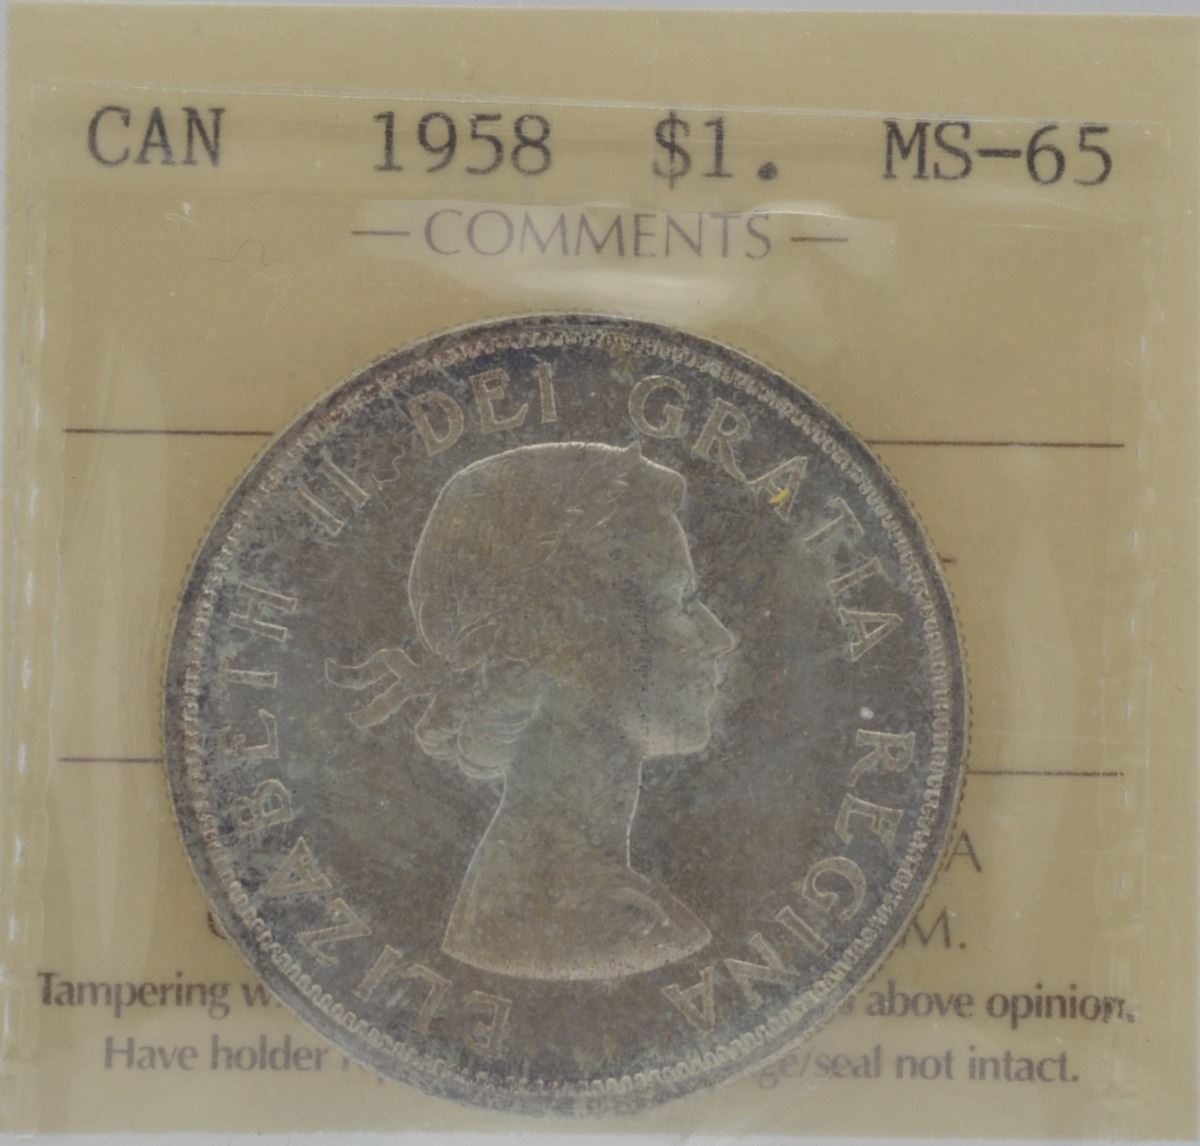 CAN 1958 $1. MS-65
— COMMENTS —
ELIZABETH II DEI GRATIA REGINA
A
M.
Tampering above opinion.
Have holder seal not intact.